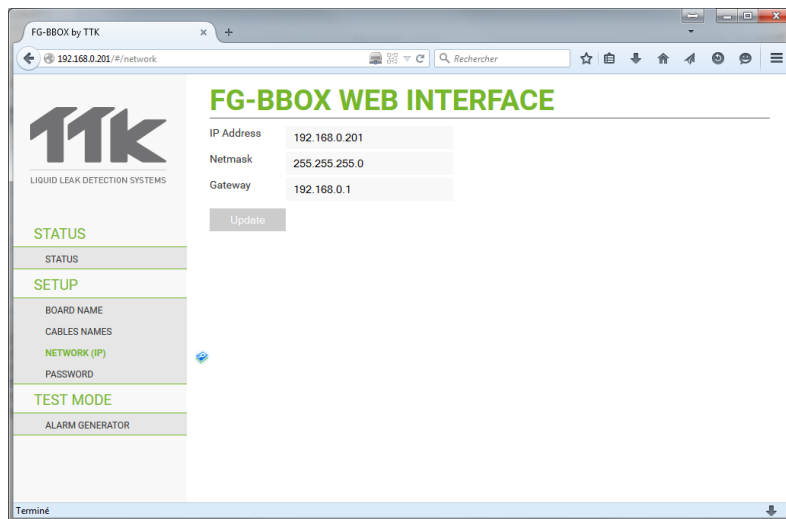 FG-BBOX by TTK
192.168.0.201/#/network
Rechercher
TTK
LIQUID LEAK DETECTION SYSTEMS
STATUS
STATUS
SETUP
BOARD NAME
CABLES NAMES
NETWORK (IP)
PASSWORD
TEST MODE
ALARM GENERATOR
FG-BBOX WEB INTERFACE
IP Address 192.168.0.201
Netmask 255.255.255.0
Gateway 192.168.0.1
Update
Terminé